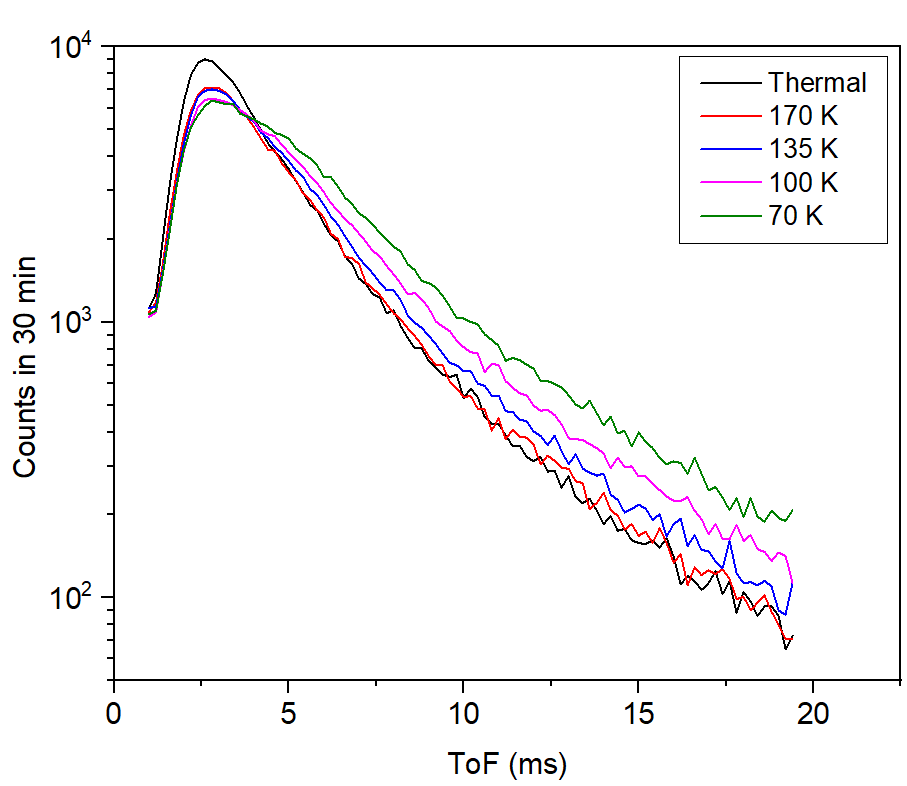 10⁴
10³
10²
Counts in 30 min
Thermal
170 K
135 K
100 K
70 K
0 5 10 15 20
ToF (ms)